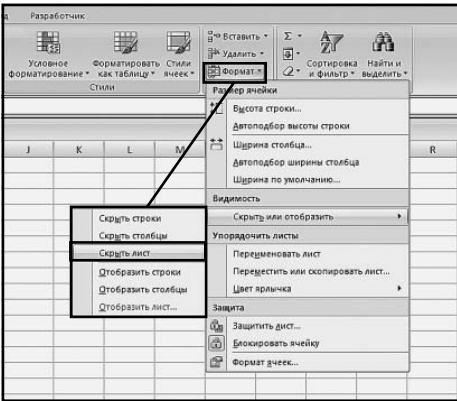 Разработчик
Условное форматирование
Форматировать как таблицу
Стили ячеек
Стили
Вставить
Удалить
Формат
Σ
Сортировка и фильтр
Найти и выделить
Размер ячейки
Высота строки...
Автоподбор высоты строки
Ширина столбца...
Автоподбор ширины столбца
Ширина по умолчанию...
Видимость
Скрыть или отобразить
Скрыть строки
Скрыть столбцы
Скрыть лист
Отобразить строки
Отобразить столбцы
Отобразить лист...
Упорядочить листы
Переименовать лист
Переместить или скопировать лист...
Цвет ярлычка
Защита
Защитить лист...
Блокировать ячейку
Формат ячеек...
J K L M R